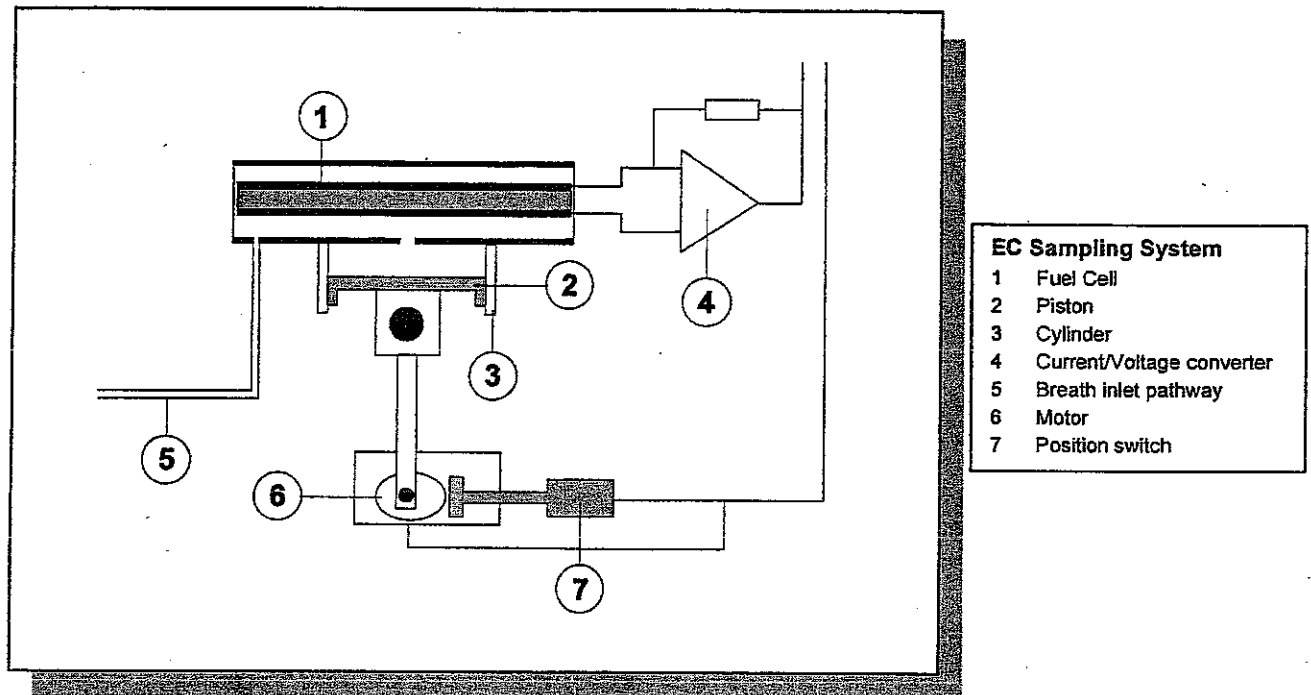 1
2
3
4
5
6
7
EC Sampling System
1 Fuel Cell
2 Piston
3 Cylinder
4 Current/Voltage converter
5 Breath inlet pathway
6 Motor
7 Position switch